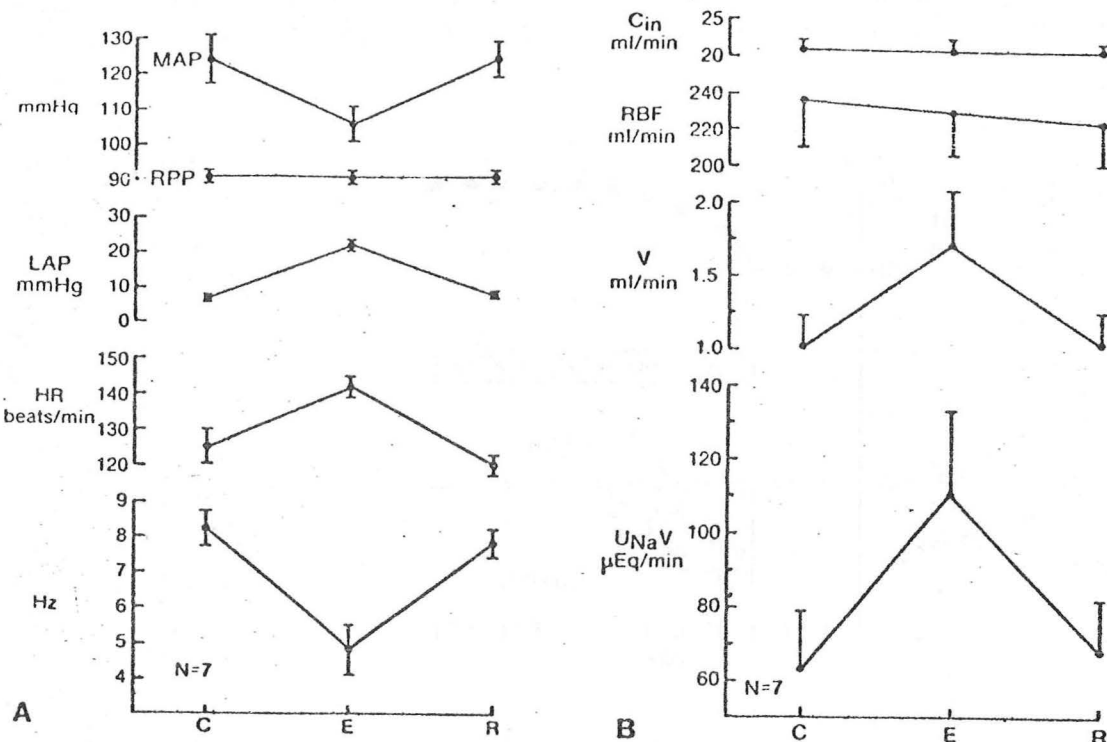 130
MAP
120
mmHg
110
100
90
RPP
30
20
LAP
mmHg
10
0
150
140
HR
beats/min
130
120
9
8
7
Hz
6
5
4
N=7
A
C
E
R
25
Cin
ml/min
20
240
RBF
ml/min
220
200
2.0
V
ml/min
1.5
1.0
140
120
100
UNaV
µEq/min
80
60
N=7
B
C
E
R